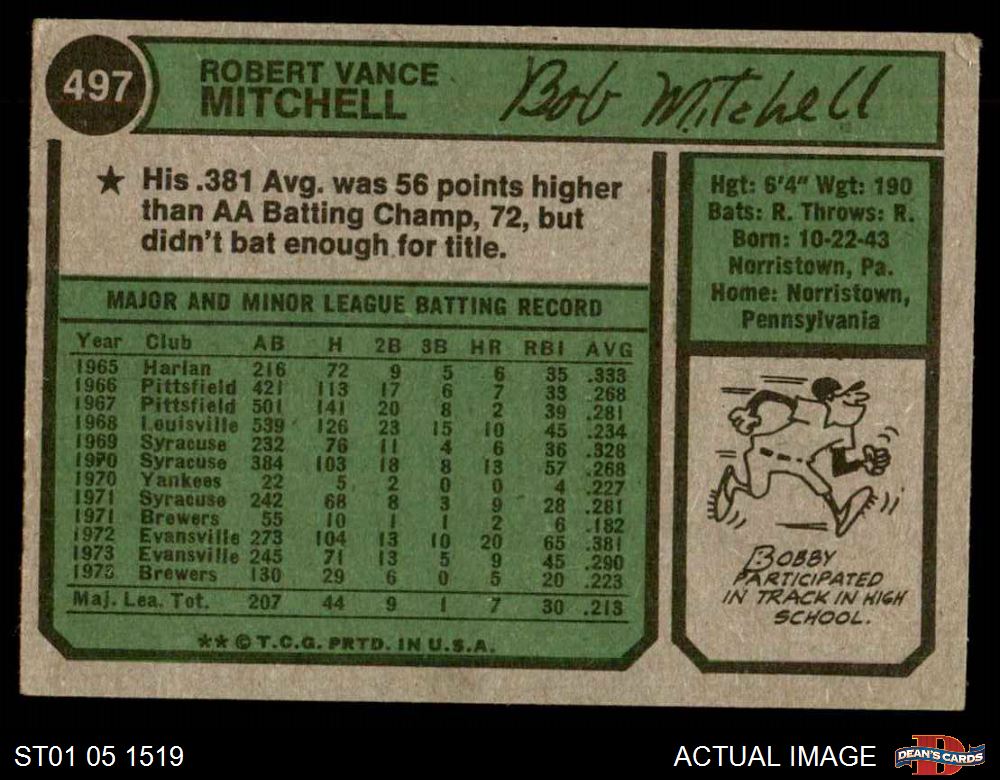 497
ROBERT VANCE
MITCHELL
Bob Mitchell
★ His .381 Avg. was 56 points higher
than AA Batting Champ, 72, but
didn't bat enough for title.
Hgt: 6'4" Wgt: 190
Bats: R. Throws: R.
Born: 10-22-43
Norristown, Pa.
Home: Norristown,
Pennsylvania
MAJOR AND MINOR LEAGUE BATTING RECORD
Year Club AB H 2B 3B HR RBI AVG
1965 Harlan 216 72 9 5 6 35 .333
1966 Pittsfield 421 113 17 6 7 33 .268
1967 Pittsfield 501 141 20 8 2 39 .281
1968 Louisville 539 126 23 15 10 45 .234
1969 Syracuse 232 76 11 4 6 36 .328
1970 Syracuse 384 103 18 8 13 57 .268
1970 Yankees 22 5 2 0 0 4 .227
1971 Syracuse 242 68 8 3 9 28 .281
1971 Brewers 55 10 1 1 2 6 .182
1972 Evansville 273 104 13 10 20 65 .381
1973 Evansville 245 71 13 5 9 45 .290
1973 Brewers 130 29 6 0 5 20 .223
Maj. Lea. Tot. 207 44 9 1 7 30 .213
** © T.C.G. PRTD. IN U.S.A.
BOBBY
PARTICIPATED
IN TRACK IN HIGH
SCHOOL.
ST01 05 1519
ACTUAL IMAGE
D
DEAN'S CARDS